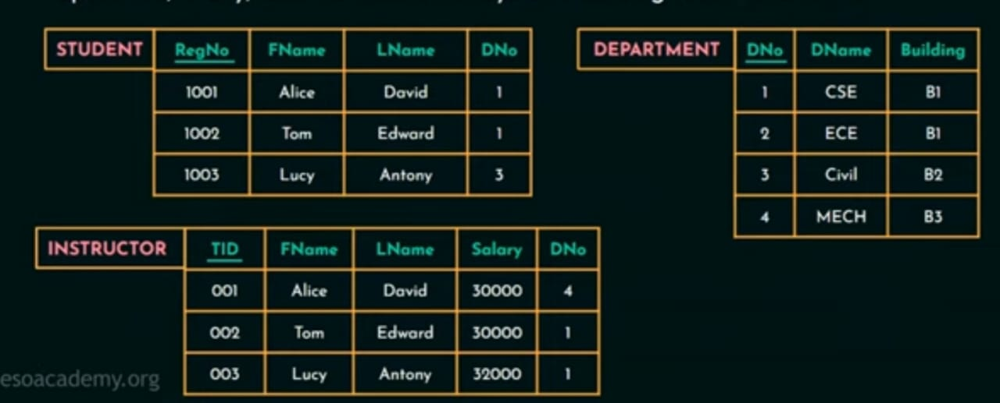 STUDENT RegNo FName LName DNo
1001 Alice David 1
1002 Tom Edward 1
1003 Lucy Antony 3
DEPARTMENT DNo DName Building
1 CSE B1
2 ECE B1
3 Civil B2
4 MECH B3
INSTRUCTOR TID FName LName Salary DNo
001 Alice David 30000 4
002 Tom Edward 30000 1
003 Lucy Antony 32000 1
esoacademy.org